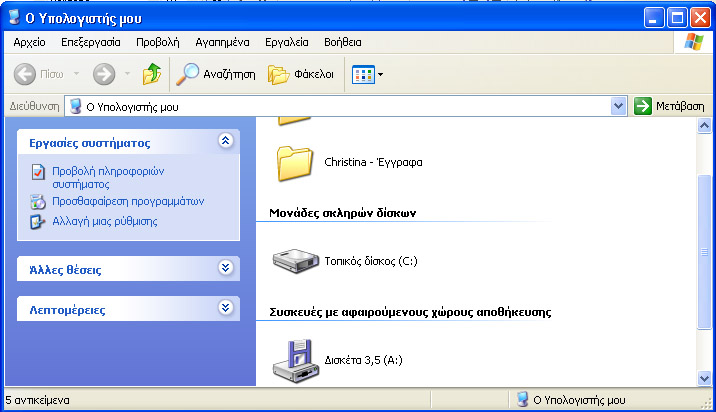 Ο Υπολογιστής μου
Αρχείο Επεξεργασία Προβολή Αγαπημένα Εργαλεία Βοήθεια
Πίσω Αναζήτηση Φάκελοι
Διεύθυνση Ο Υπολογιστής μου Μετάβαση
Εργασίες συστήματος
Προβολή πληροφοριών
συστήματος
Προσθαφαίρεση προγραμμάτων
Αλλαγή μιας ρύθμισης
Άλλες θέσεις
Λεπτομέρειες
Christina - Έγγραφα
Μονάδες σκληρών δίσκων
Τοπικός δίσκος (C:)
Συσκευές με αφαιρούμενους χώρους αποθήκευσης
Δισκέτα 3,5 (A:)
5 αντικείμενα Ο Υπολογιστής μου